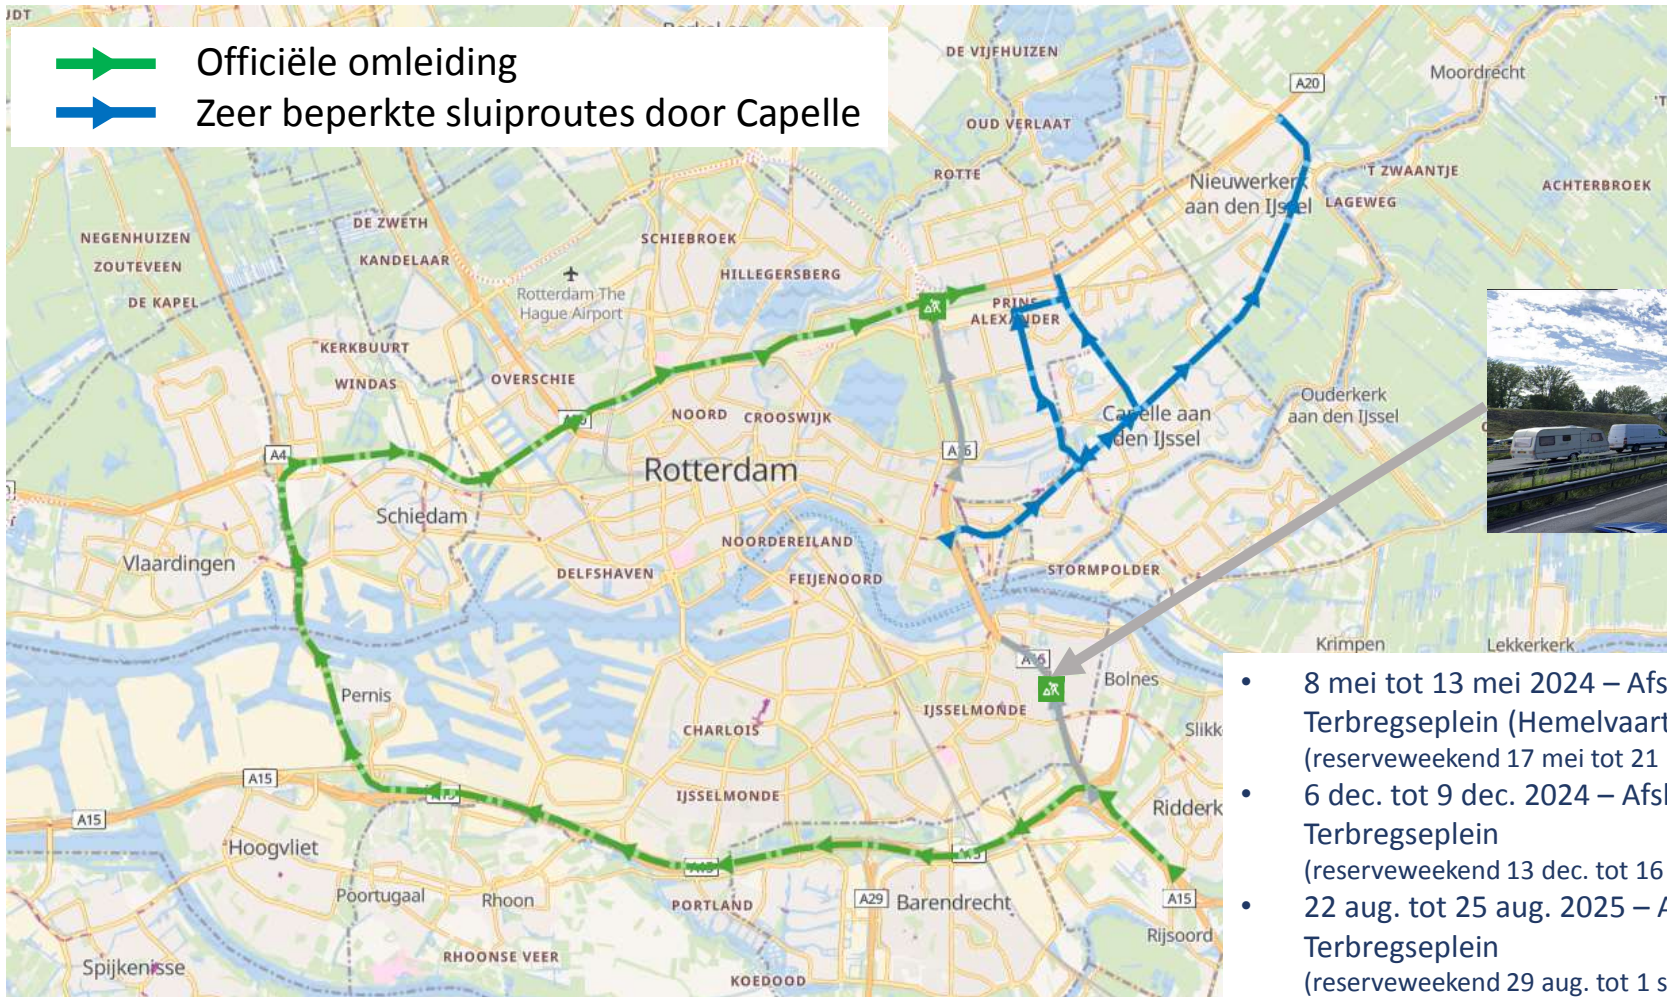 Officiële omleiding
Zeer beperkte sluiproutes door Capelle
DE VIJFHUIZEN
Moordrecht
A20
OUD VERLAAT
ROTTE
'T ZWAANTJE
ACHTERBROEK
Nieuwerkerk
aan den IJssel
LAGEWEG
DE ZWETH
NEGENHUIZEN
SCHIEBROEK
ZOUTEVEEN
KANDELAAR
HILLEGERSBERG
DE KAPEL
Rotterdam The
Hague Airport
PRINS
ALEXANDER
KERKBUURT
WINDAS
OVERSCHIE
NOORD
CROOSWIJK
Capelle aan
den IJssel
Ouderkerk
aan den IJssel
A4
A16
Rotterdam
Schiedam
NOORDEREILAND
Vlaardingen
DELFSHAVEN
FEIJENOORD
STORMPOLDER
Krimpen
Lekkerkerk
A16
Bolnes
Pernis
IJSSELMONDE
CHARLOIS
Slikk
A15
A15
A15
IJSSELMONDE
Ridderk
Hoogvliet
A15
A15
Poortugaal
Rhoon
PORTLAND
A29
Barendrecht
A15
Rijsoord
RHOONSE VEER
Spijkenisse
KOEDOOD
• 8 mei tot 13 mei 2024 – Afs
Terbregseplein (Hemelvaart
(reserveweekend 17 mei tot 21
• 6 dec. tot 9 dec. 2024 – Afsl
Terbregseplein
(reserveweekend 13 dec. tot 16
• 22 aug. tot 25 aug. 2025 – A
Terbregseplein
(reserveweekend 29 aug. tot 1 s